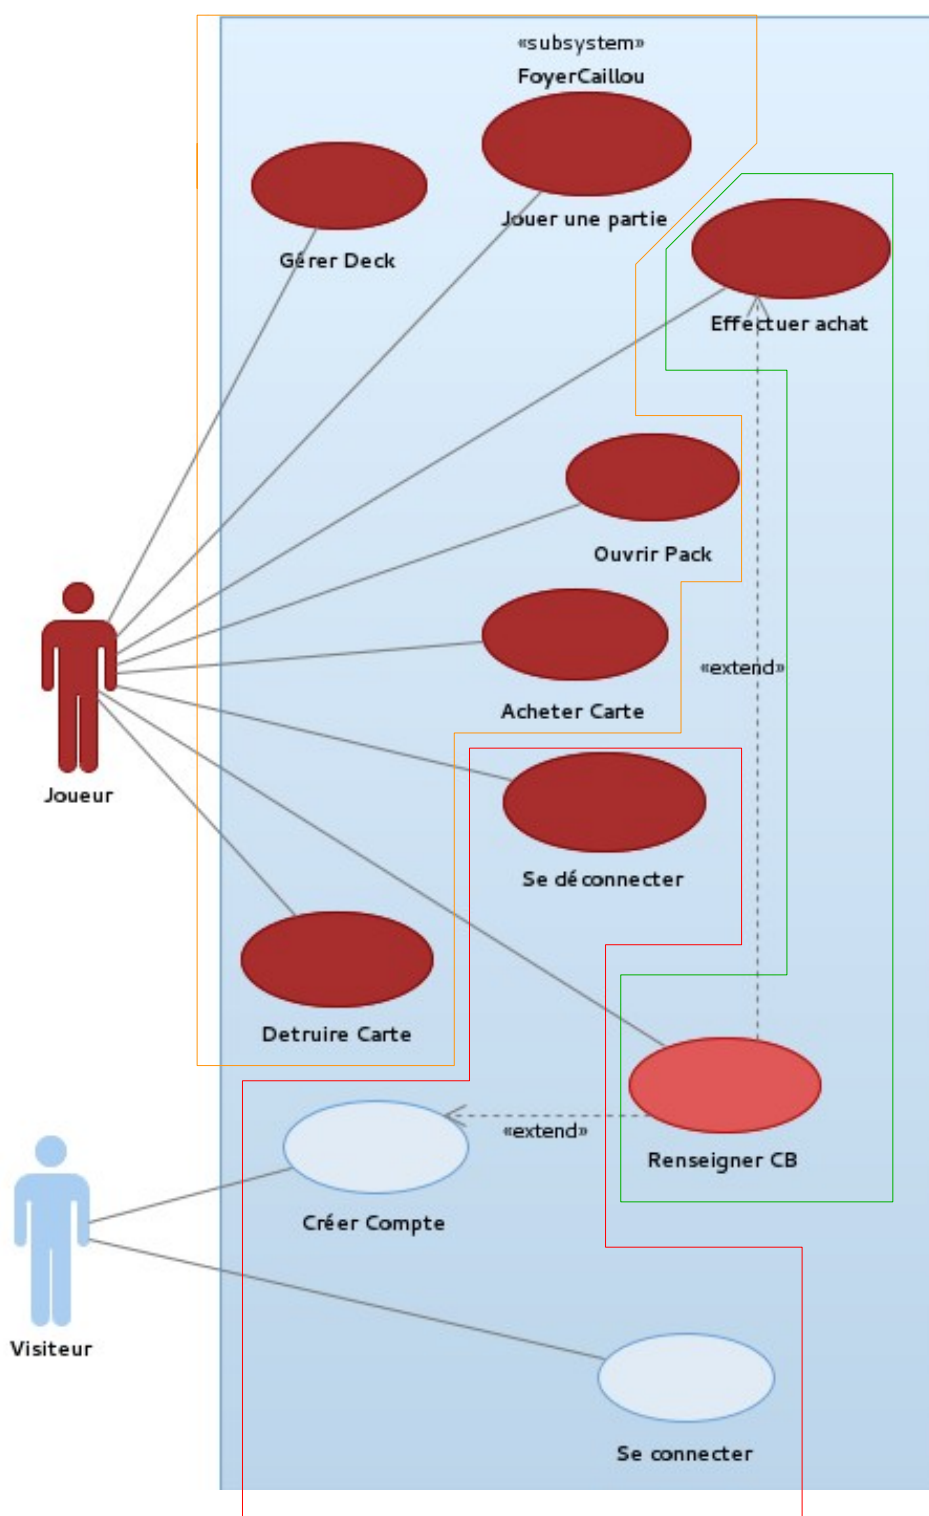 «subsystem»
FoyerCaillou
Jouer une partie
Gérer Deck
Effectuer achat
Ouvrir Pack
«extend»
Acheter Carte
Joueur
Se déconnecter
Detruire Carte
«extend»
Renseigner CB
Créer Compte
Visiteur
Se connecter